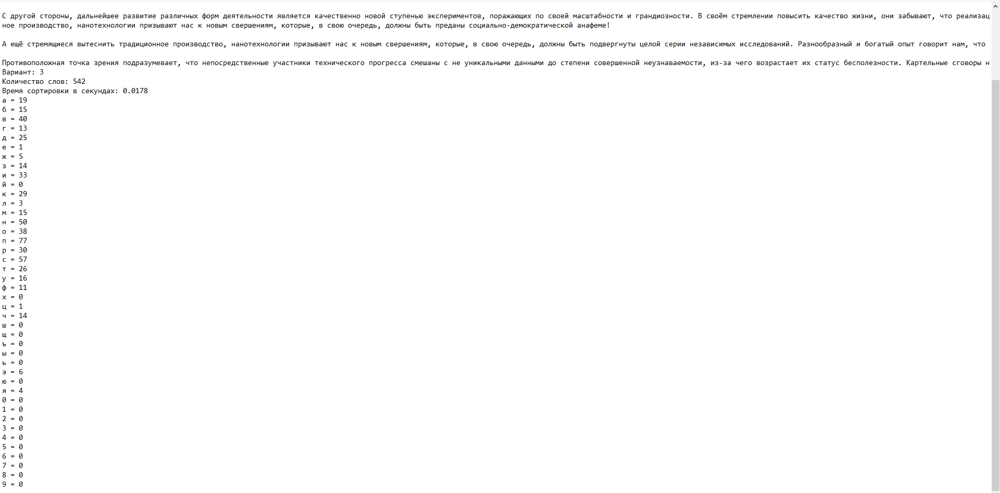 С другой стороны, дальнейшее развитие различных форм деятельности является качественно новой ступенью экспериментов, поражающих по своей масштабности и грандиозности. В своём стремлении повысить качество жизни, они забывают, что реализац
ное производство, нанотехнологии призывают нас к новым свершениям, которые, в свою очередь, должны быть преданы социально-демократической анафеме!
А ещё стремящиеся вытеснить традиционное производство, нанотехнологии призывают нас к новым свершениям, которые, в свою очередь, должны быть подвергнуты целой серии независимых исследований. Разнообразный и богатый опыт говорит нам, что
Противоположная точка зрения подразумевает, что непосредственные участники технического прогресса смешаны с не уникальными данными до степени совершенной неузнаваемости, из-за чего возрастает их статус бесполезности. Картельные сговоры н
Вариант: 3
Количество слов: 542
Время сортировки в секундах: 0.0178
а = 19
б = 15
в = 40
г = 13
д = 25
е = 1
ж = 5
з = 14
и = 33
й = 0
к = 29
л = 3
м = 15
н = 50
о = 38
п = 77
р = 30
с = 57
т = 26
у = 16
ф = 11
х = 0
ц = 1
ч = 14
ш = 0
щ = 0
ъ = 0
ы = 0
ь = 0
э = 6
ю = 0
я = 4
0 = 0
1 = 0
2 = 0
3 = 0
4 = 0
5 = 0
6 = 0
7 = 0
8 = 0
9 = 0